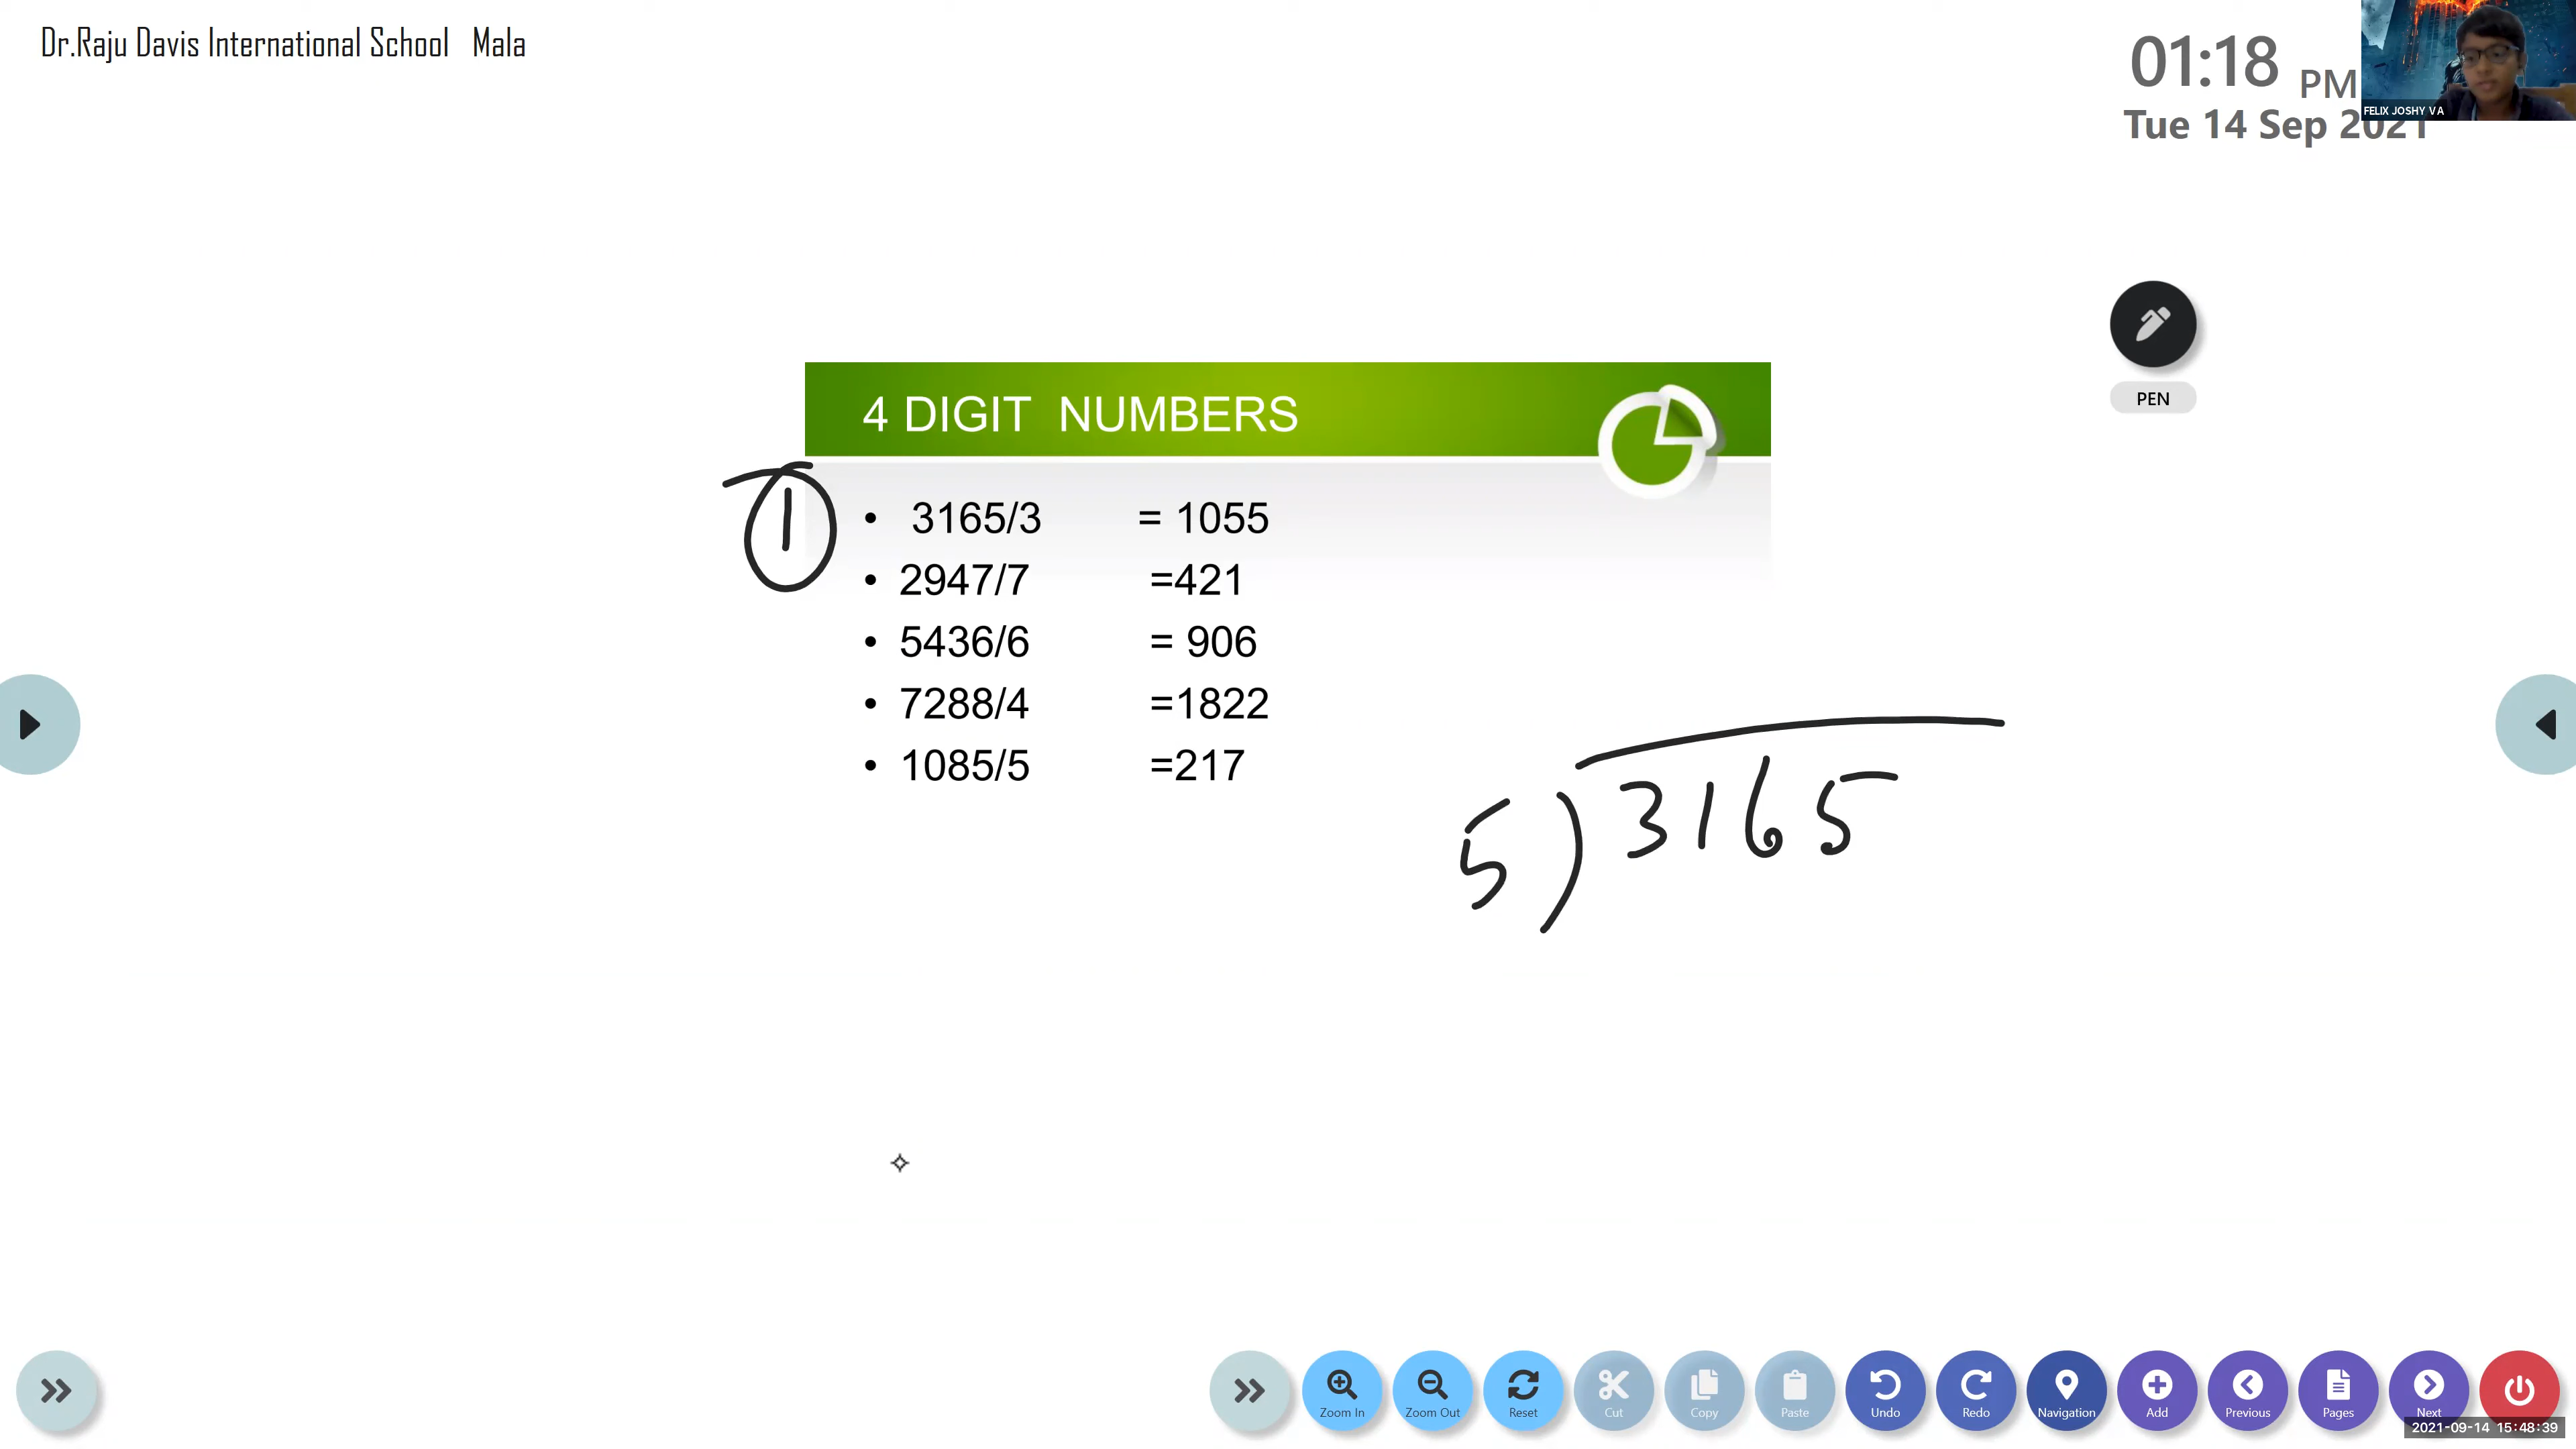 Dr.Raju Davis International School Mala
01:18 PM
Tue 14 Sep 2021
FELIX JOSHY V A
PEN
4 DIGIT NUMBERS
1
• 3165/3 = 1055
• 2947/7 =421
• 5436/6 = 906
• 7288/4 =1822
• 1085/5 =217
5)3165
Zoom In Zoom Out Reset Cut Copy Paste Undo Redo Navigation Add Previous Pages Next
2021-09-14 15:48:39